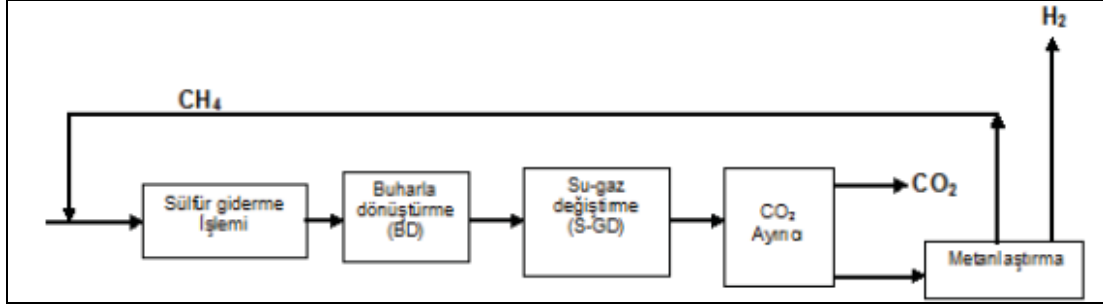 H₂
CH₄
Sülfür giderme
İşlemi
Buharla
dönüştürme
(BD)
Su-gaz
değiştirme
(S-GD)
CO₂
Ayırıcı
CO₂
Metanlaştırma